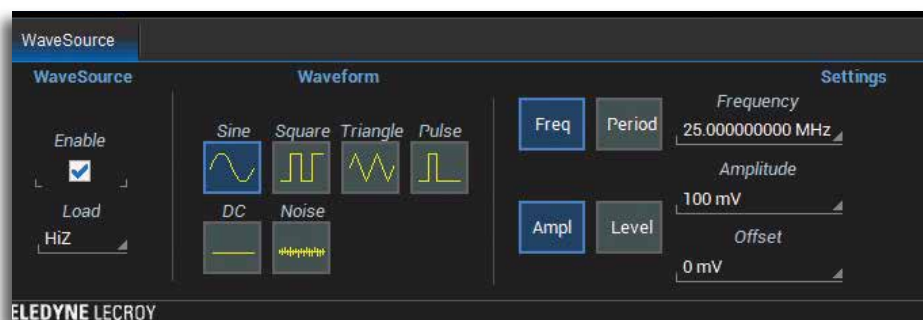 WaveSource
WaveSource
Waveform
Settings
Enable
Load
HiZ
Sine Square Triangle Pulse
DC Noise
Freq Period
Frequency
25.000000000 MHz
Ampl Level
Amplitude
100 mV
Offset
0 mV
ELEDYNE LECROY